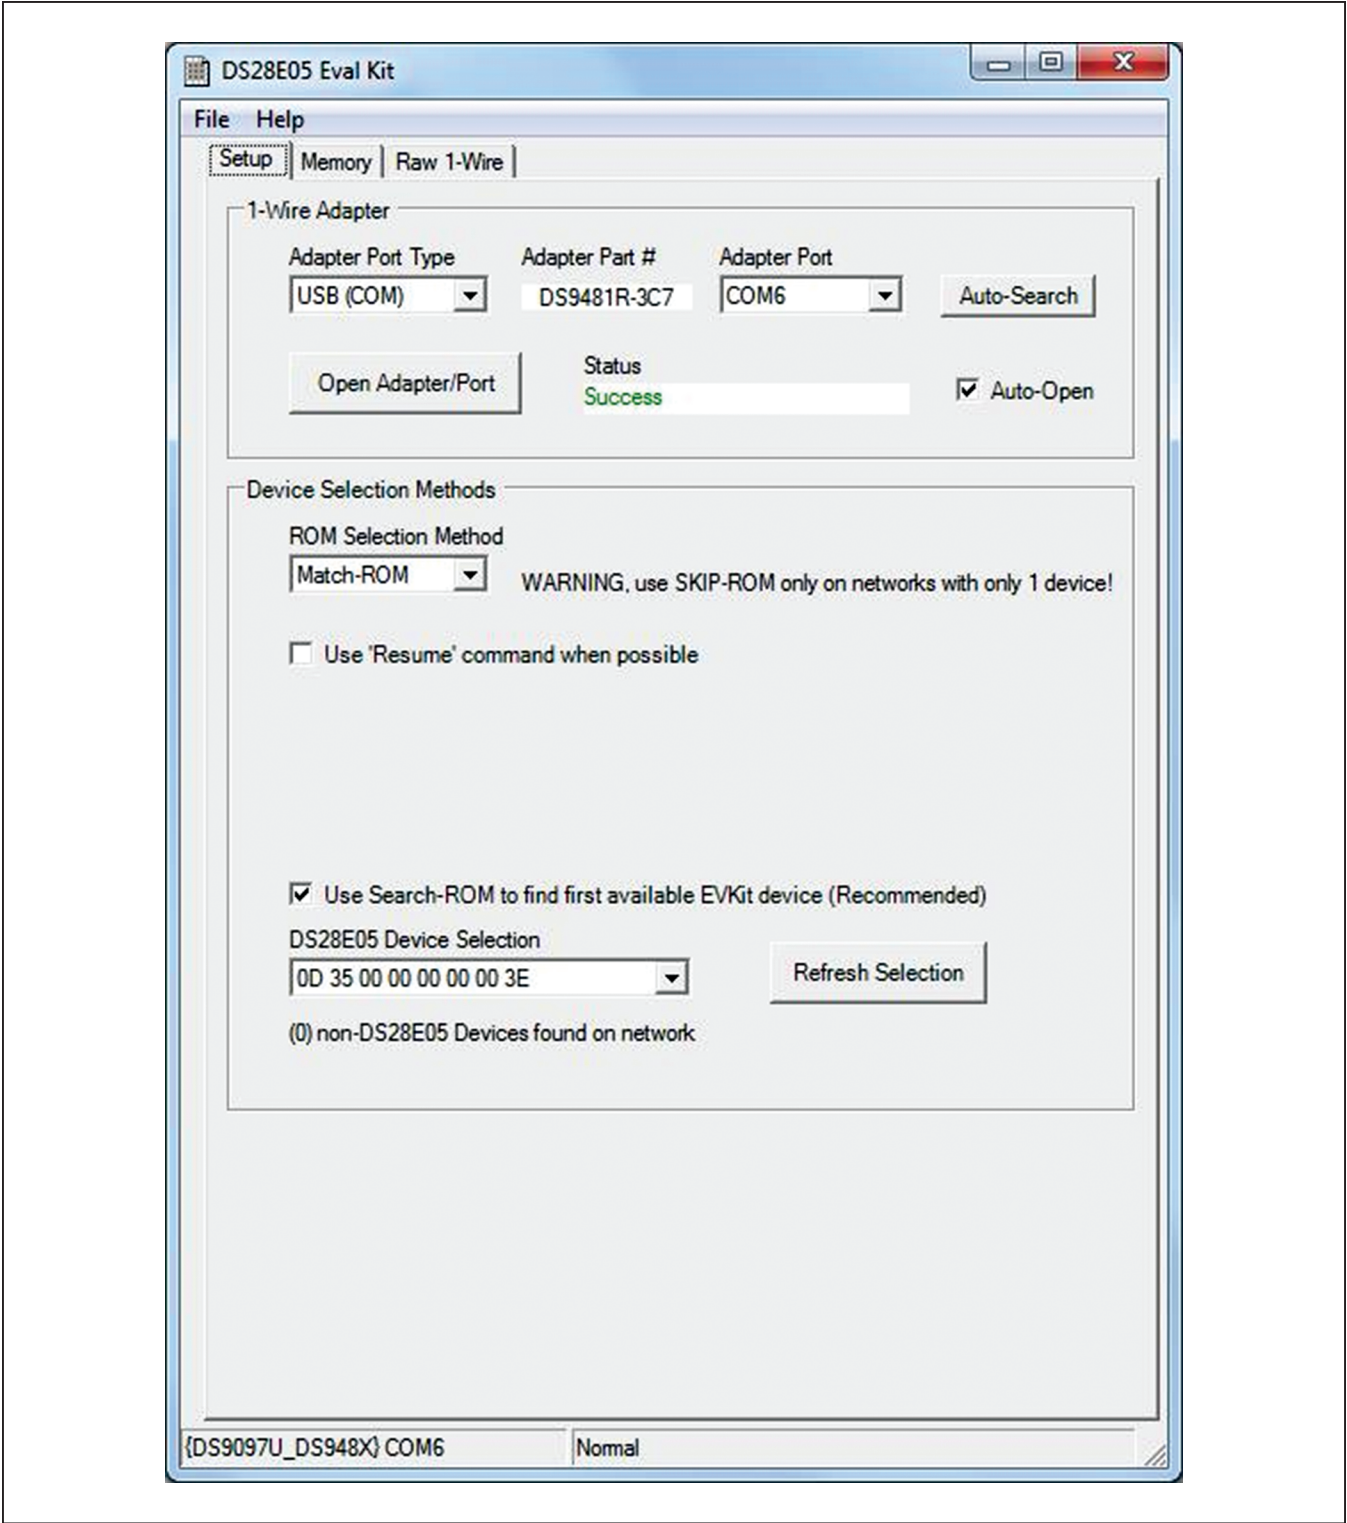 DS28E05 Eval Kit
File Help
Setup Memory Raw 1-Wire
1-Wire Adapter
Adapter Port Type Adapter Part # Adapter Port
USB (COM) DS9481R-3C7 COM6 Auto-Search
Open Adapter/Port
Status
Success
Auto-Open
Device Selection Methods
ROM Selection Method
Match-ROM
WARNING, use SKIP-ROM only on networks with only 1 device!
Use 'Resume' command when possible
Use Search-ROM to find first available EVKit device (Recommended)
DS28E05 Device Selection
0D 35 00 00 00 00 00 3E
Refresh Selection
(0) non-DS28E05 Devices found on network
{DS9097U_DS948X} COM6 Normal